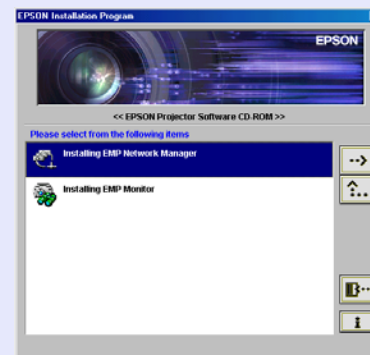 EPSON Installation Program
EPSON
<< EPSON Projector Software CD-ROM >>
Please select from the following items
Installing EMP Network Manager
Installing EMP Monitor